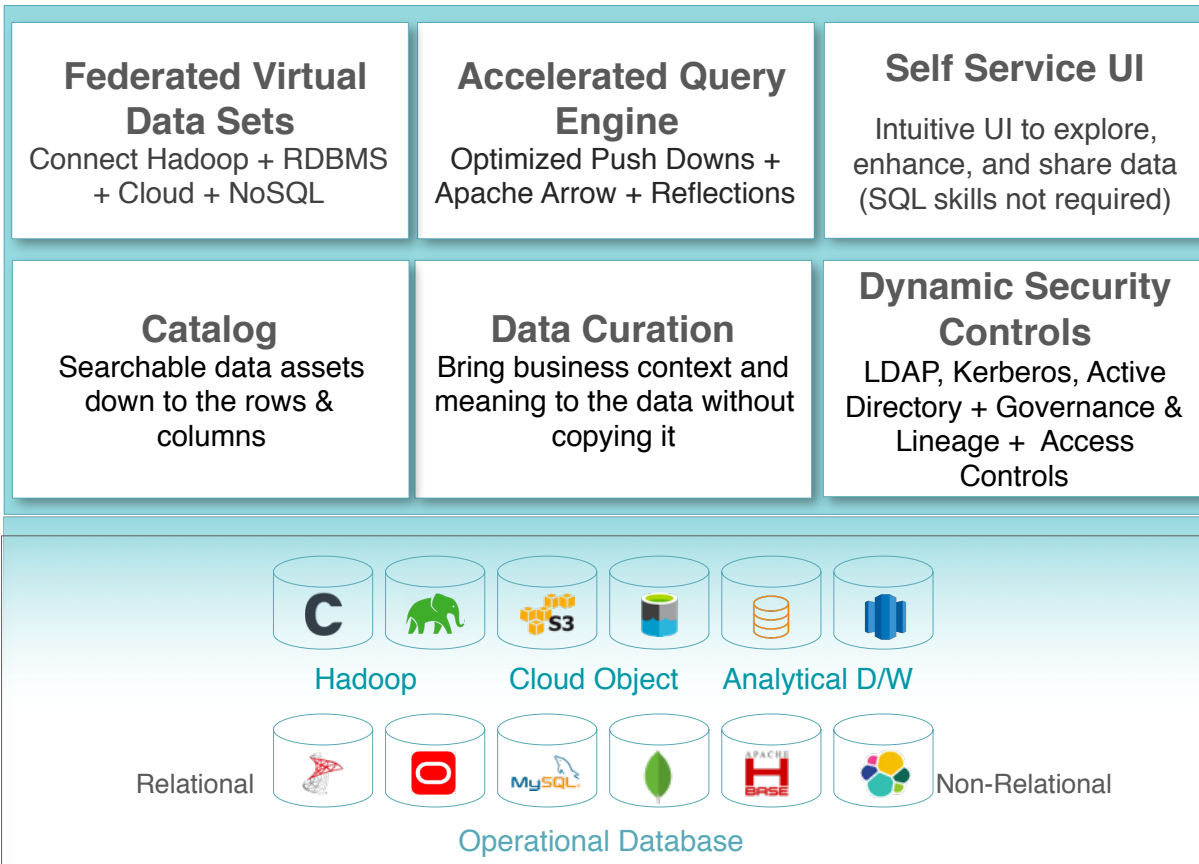 Federated Virtual
Data Sets
Connect Hadoop + RDBMS
+ Cloud + NoSQL
Accelerated Query
Engine
Optimized Push Downs +
Apache Arrow + Reflections
Self Service UI
Intuitive UI to explore,
enhance, and share data
(SQL skills not required)
Catalog
Searchable data assets
down to the rows &
columns
Data Curation
Bring business context and
meaning to the data without
copying it
Dynamic Security
Controls
LDAP, Kerberos, Active
Directory + Governance &
Lineage +  Access
Controls
C
S3
Hadoop
Cloud Object
Analytical D/W
Relational
MySQL
APACHE
H
BASE
Non-Relational
Operational Database